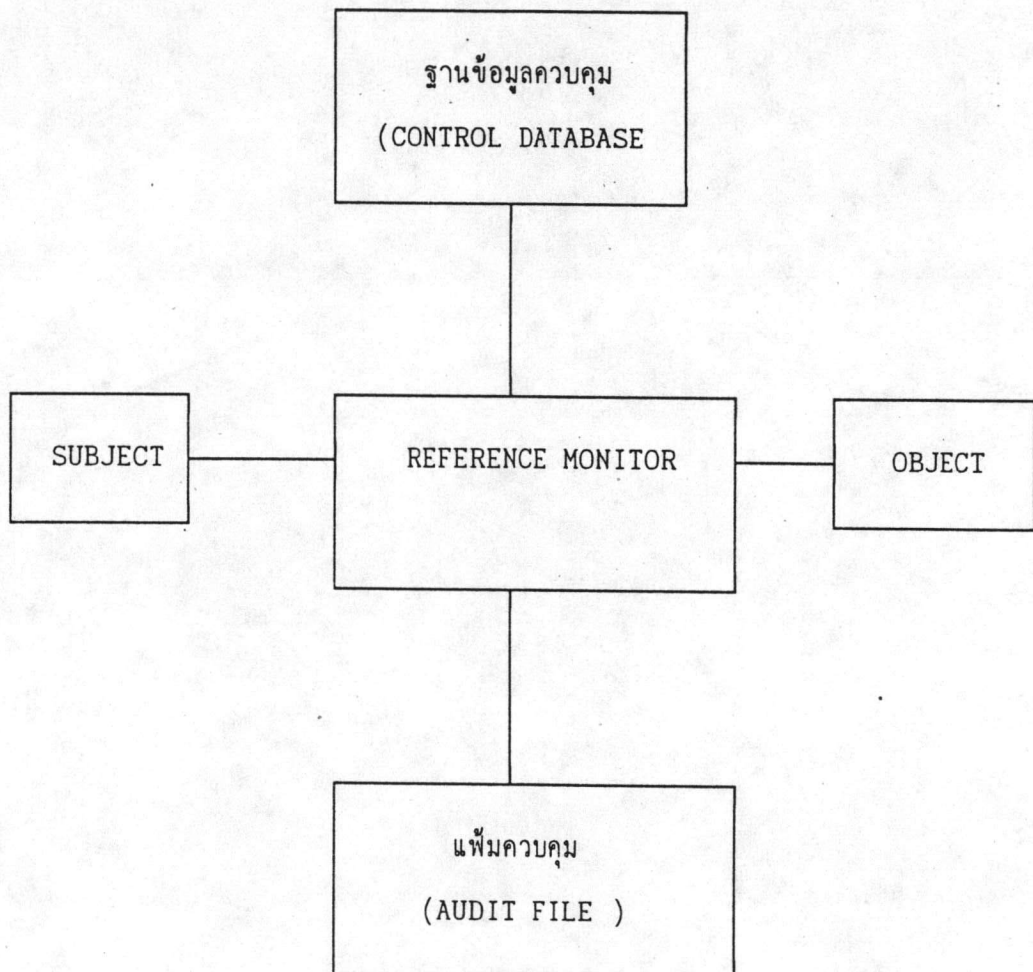 ฐานข้อมูลควบคุม
(CONTROL DATABASE
SUBJECT
REFERENCE MONITOR
OBJECT
แฟ้มควบคุม
(AUDIT FILE )